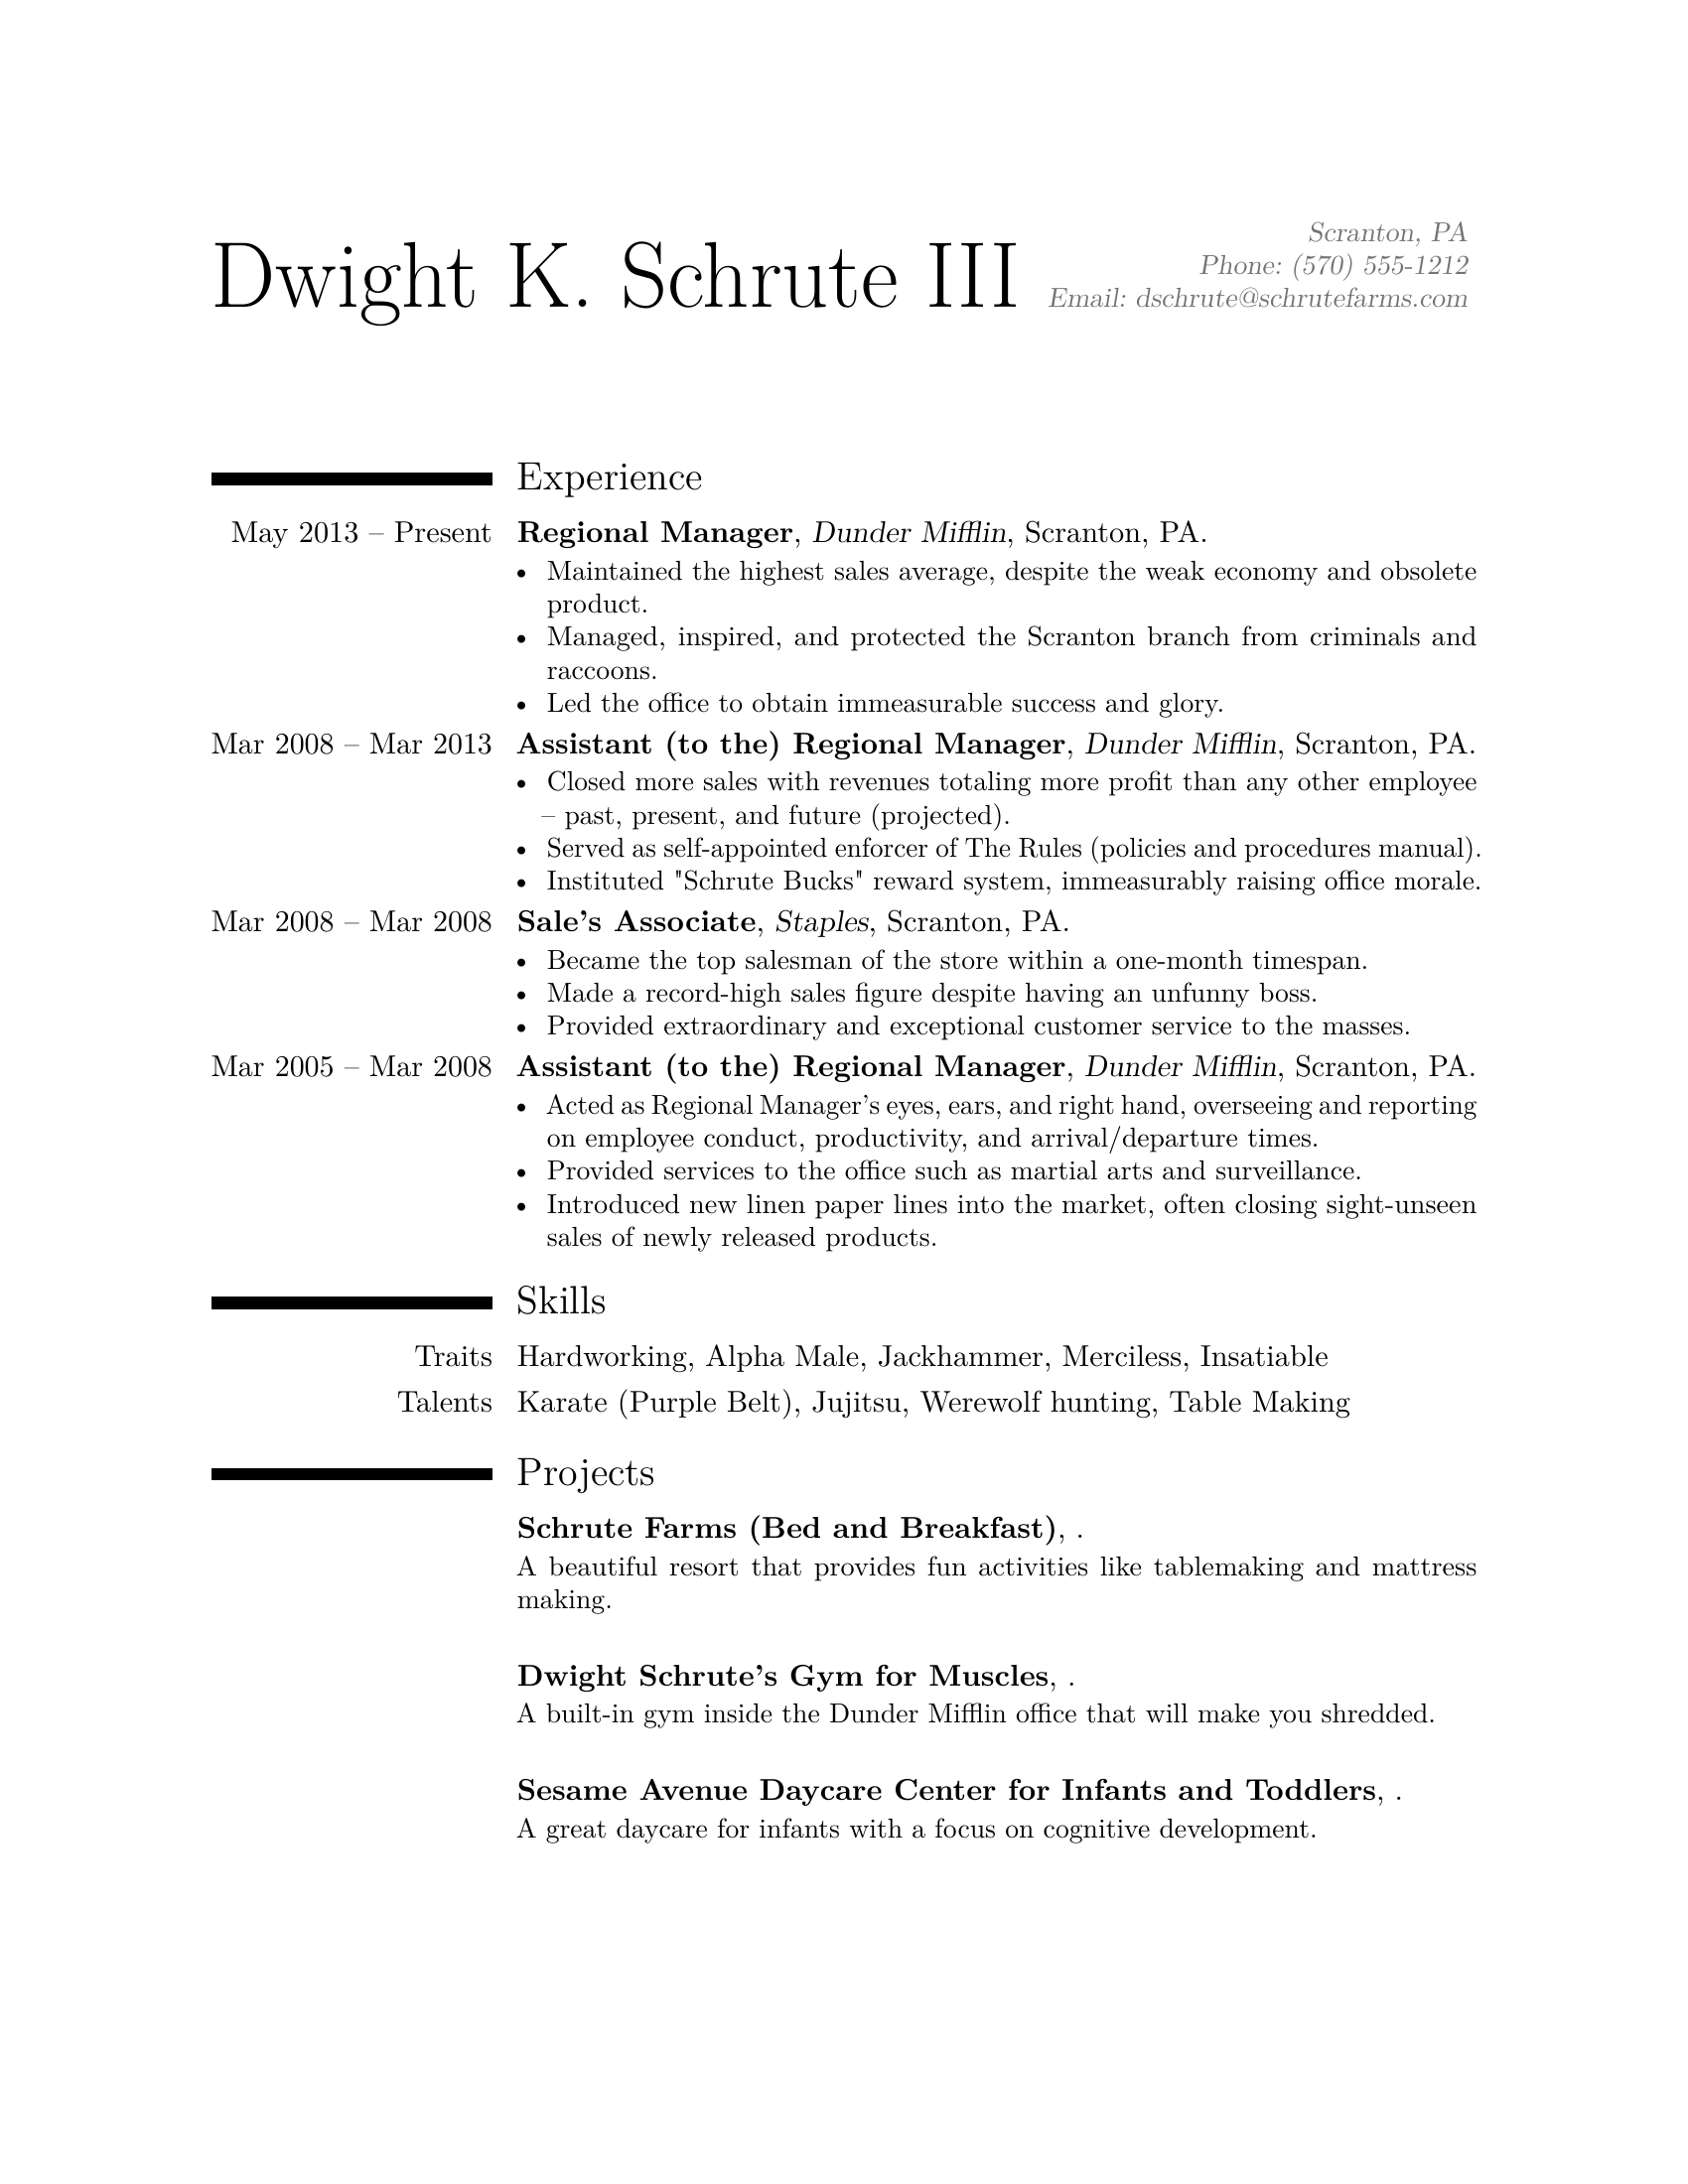 Dwight K. Schrute III
Scranton, PA
Phone: (570) 555-1212
Email: dschrute@schrutefarms.com
Experience
May 2013 – Present Regional Manager, Dunder Mifflin, Scranton, PA.
• Maintained the highest sales average, despite the weak economy and obsolete
product.
• Managed, inspired, and protected the Scranton branch from criminals and
raccoons.
• Led the office to obtain immeasurable success and glory.
Mar 2008 – Mar 2013 Assistant (to the) Regional Manager, Dunder Mifflin, Scranton, PA.
• Closed more sales with revenues totaling more profit than any other employee
– past, present, and future (projected).
• Served as self-appointed enforcer of The Rules (policies and procedures manual).
• Instituted "Schrute Bucks" reward system, immeasurably raising office morale.
Mar 2008 – Mar 2008 Sale's Associate, Staples, Scranton, PA.
• Became the top salesman of the store within a one-month timespan.
• Made a record-high sales figure despite having an unfunny boss.
• Provided extraordinary and exceptional customer service to the masses.
Mar 2005 – Mar 2008 Assistant (to the) Regional Manager, Dunder Mifflin, Scranton, PA.
• Acted as Regional Manager's eyes, ears, and right hand, overseeing and reporting
on employee conduct, productivity, and arrival/departure times.
• Provided services to the office such as martial arts and surveillance.
• Introduced new linen paper lines into the market, often closing sight-unseen
sales of newly released products.
Skills
Traits Hardworking, Alpha Male, Jackhammer, Merciless, Insatiable
Talents Karate (Purple Belt), Jujitsu, Werewolf hunting, Table Making
Projects
Schrute Farms (Bed and Breakfast), .
A beautiful resort that provides fun activities like tablemaking and mattress
making.
Dwight Schrute's Gym for Muscles, .
A built-in gym inside the Dunder Mifflin office that will make you shredded.
Sesame Avenue Daycare Center for Infants and Toddlers, .
A great daycare for infants with a focus on cognitive development.